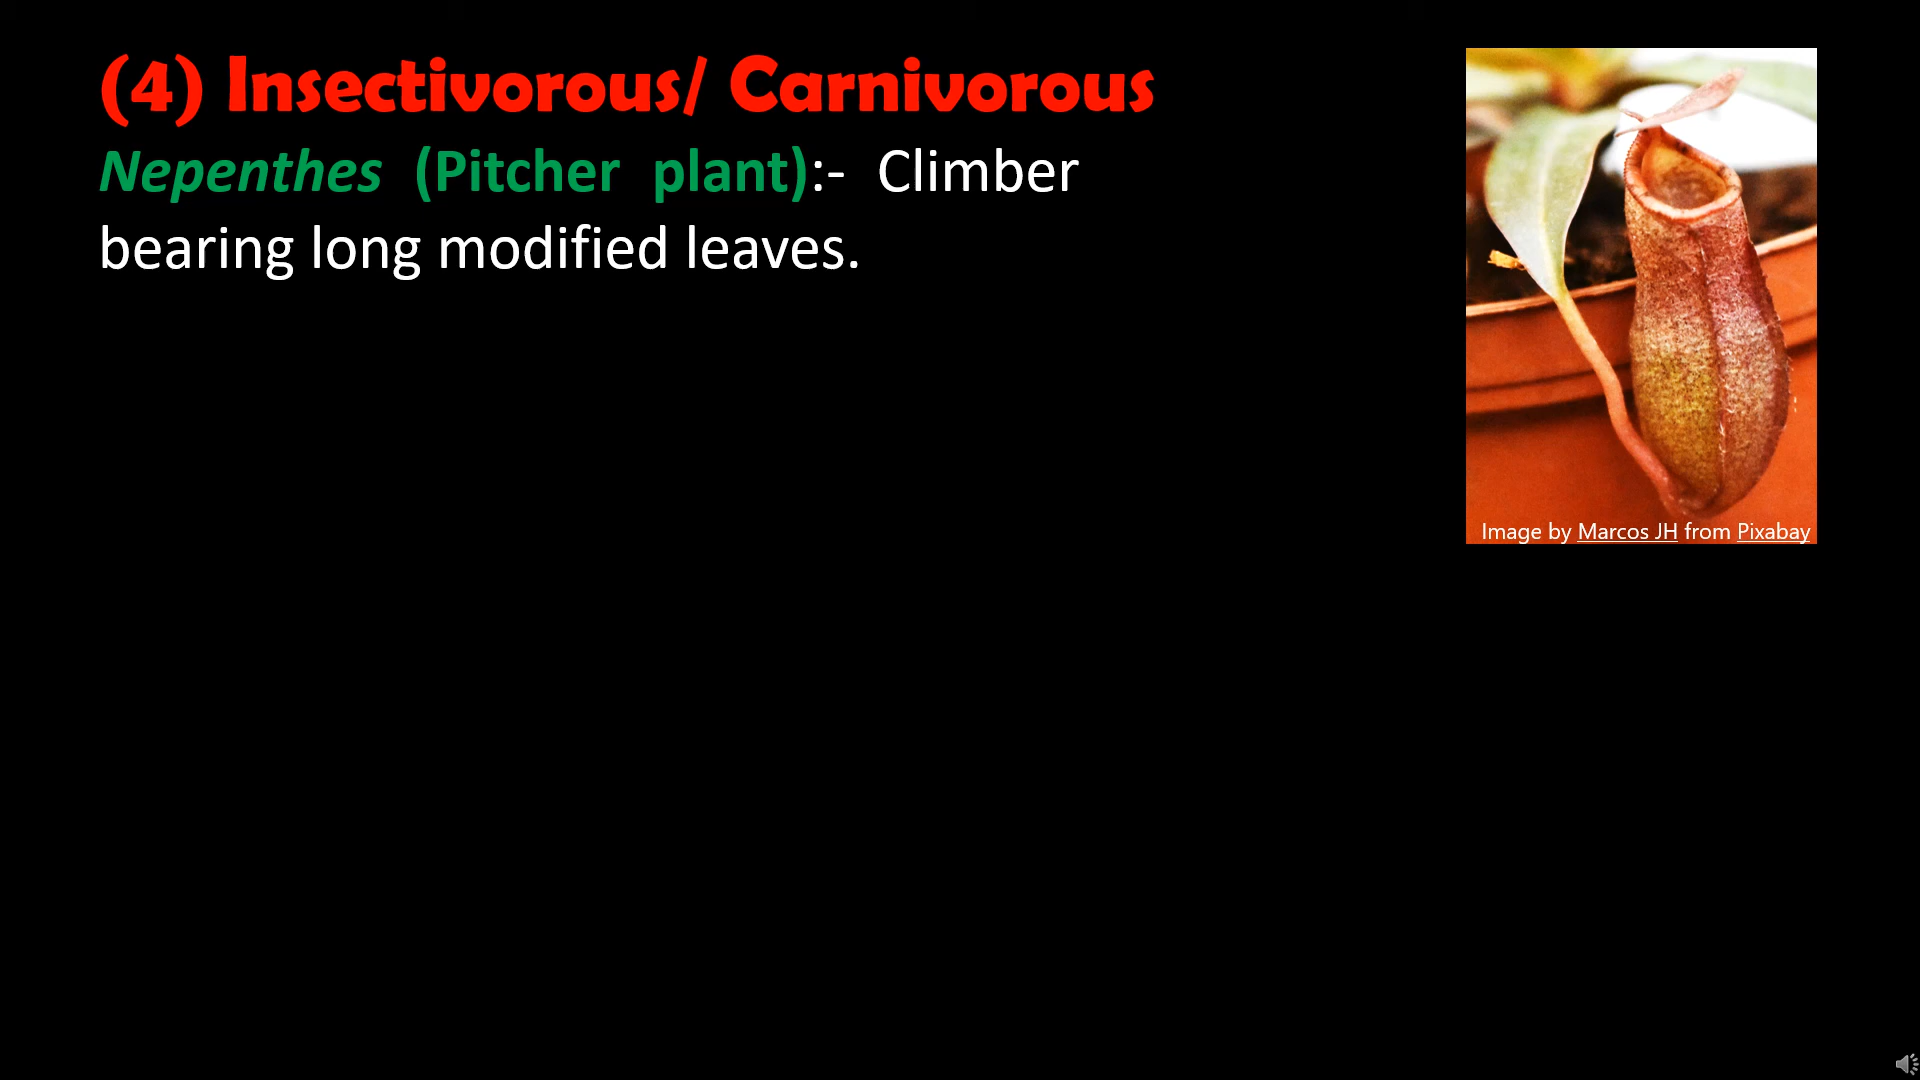 (4) Insectivorous/ Carnivorous
Nepenthes (Pitcher plant):- Climber
bearing long modified leaves.
Image by Marcos JH from Pixabay